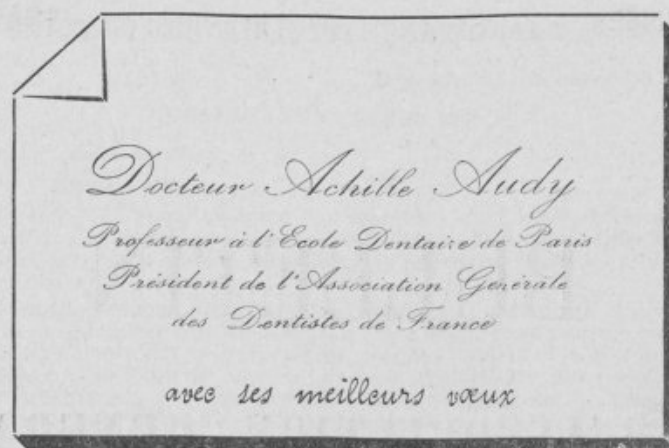 Docteur Achille Audy
Professeur à l'Ecole Dentaire de Paris
Président de l'Association Générale
des Dentistes de France
avec ses meilleurs vœux